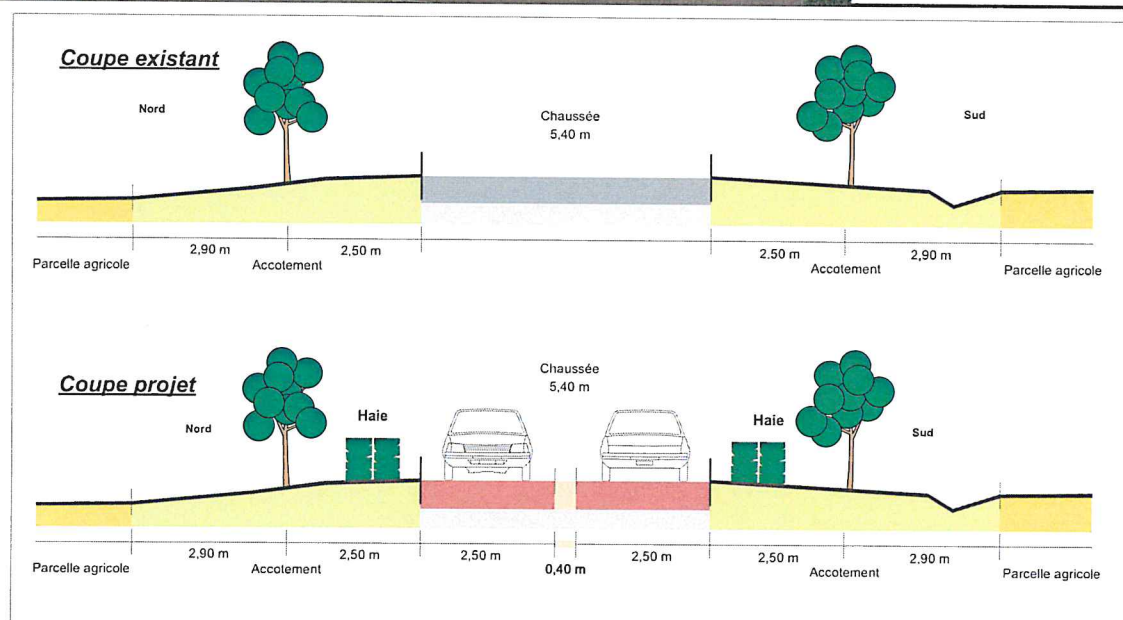 Coupe existant
Nord
Chaussée
5,40 m
Sud
2,90 m
2,50 m
2,50 m
2,90 m
Parcelle agricole
Accotement
Accotement
Parcelle agricole
Coupe projet
Chaussée
5,40 m
Nord
Haie
Haie
Sud
2,90 m
2,50 m
2,50 m
0,40 m
2,50 m
2,50 m
2,90 m
Parcelle agricole
Accotement
Accotement
Parcelle agricole